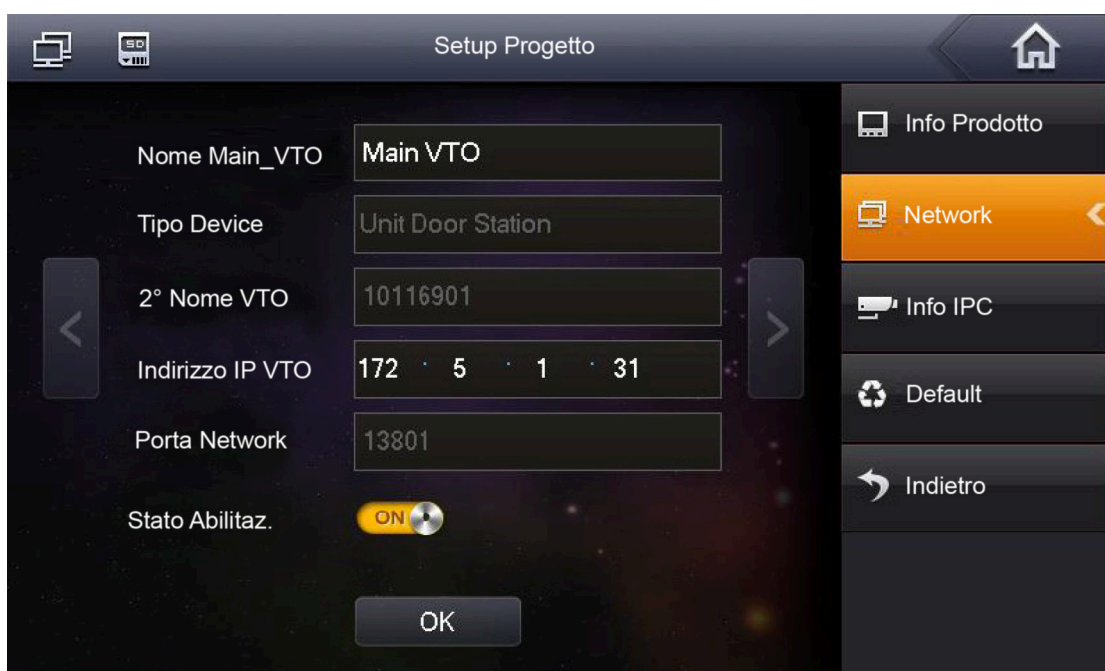 SD
Setup Progetto
Nome Main_VTO
Main VTO
Tipo Device
Unit Door Station
2° Nome VTO
10116901
Indirizzo IP VTO
172 . 5 . 1 . 31
Porta Network
13801
Stato Abilitaz.
ON
OK
Info Prodotto
Network
Info IPC
Default
Indietro